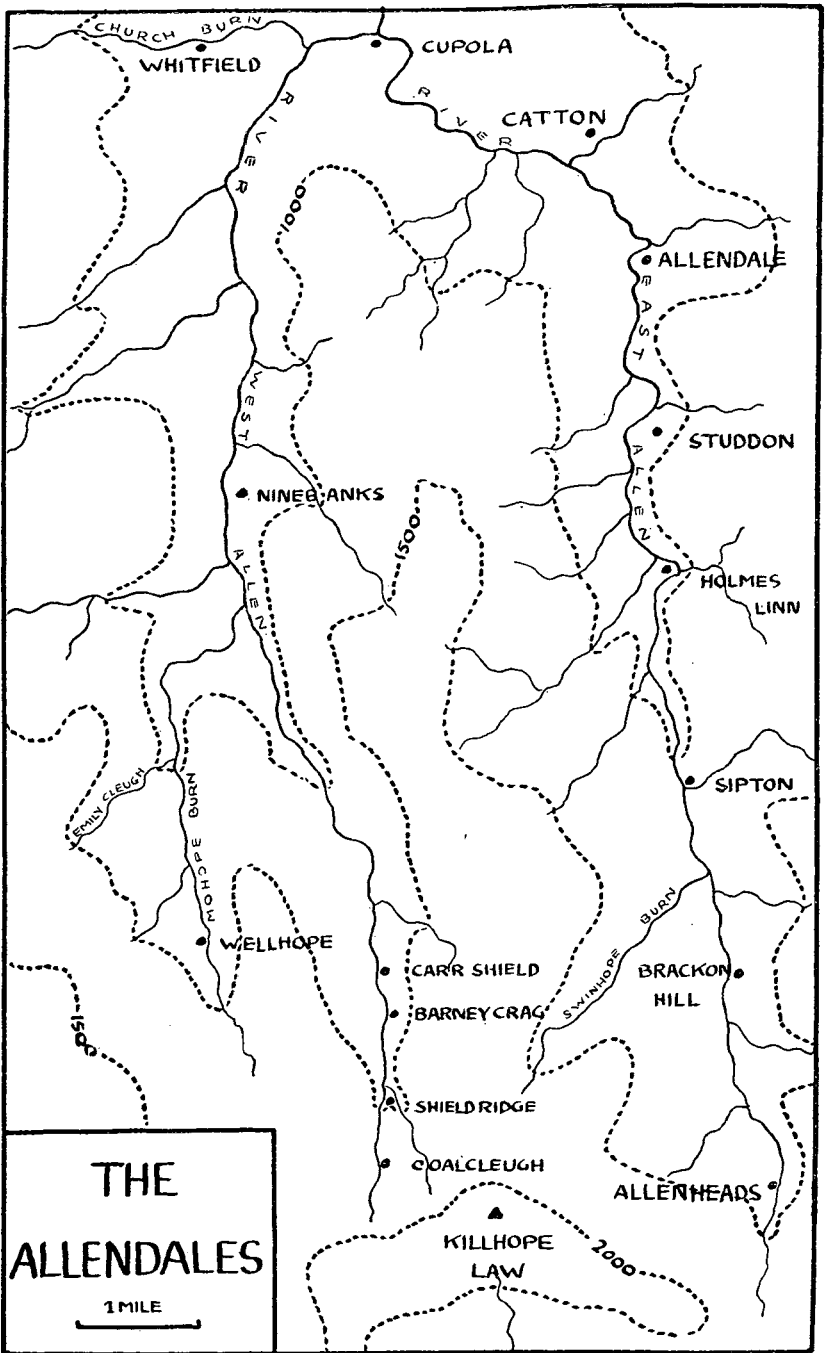 CHURCH BURN
WHITFIELD
CUPOLA
RIVER
RIVER
CATTON
1000
ALLENDALE
EAST
WEST
STUDDON
ALLEN
NINEBANKS
1500
ALLEN
HOLMES
LINN
SIPTON
EMILY CLEUGH
MOHOPE BURN
WELLHOPE
SWINHOPE BURN
CARR SHIELD
BRACKON
HILL
BARNEYCRAG
1500
SHIELDRIDGE
COALCLEUGH
ALLENHEADS
KILLHOPE
LAW
2000
THE
ALLENDALES
1 MILE